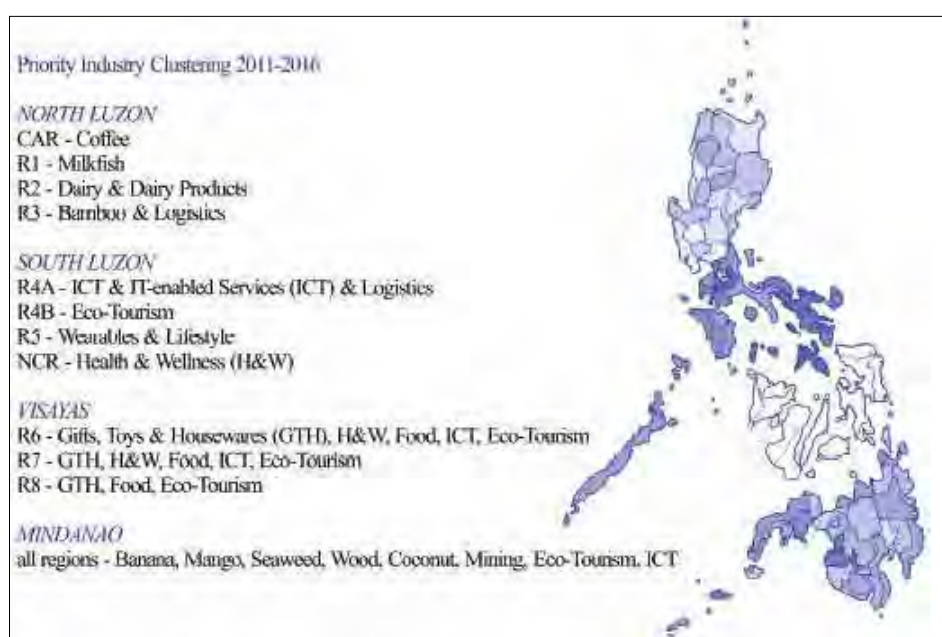 Priority Industry Clustering 2011-2016
NORTH LUZON
CAR - Coffee
R1 - Milkfish
R2 - Dairy & Dairy Products
R3 - Bamboo & Logistics
SOUTH LUZON
R4A - ICT & IT-enabled Services (ICT) & Logistics
R4B - Eco-Tourism
R5 - Wearables & Lifestyle
NCR - Health & Wellness (H&W)
VISAYAS
R6 - Gifts, Toys & Housewares (GTH), H&W, Food, ICT, Eco-Tourism
R7 - GTH, H&W, Food, ICT, Eco-Tourism
R8 - GTH, Food, Eco-Tourism
MINDANAO
all regions - Banana, Mango, Seaweed, Wood, Coconut, Mining, Eco-Tourism, ICT